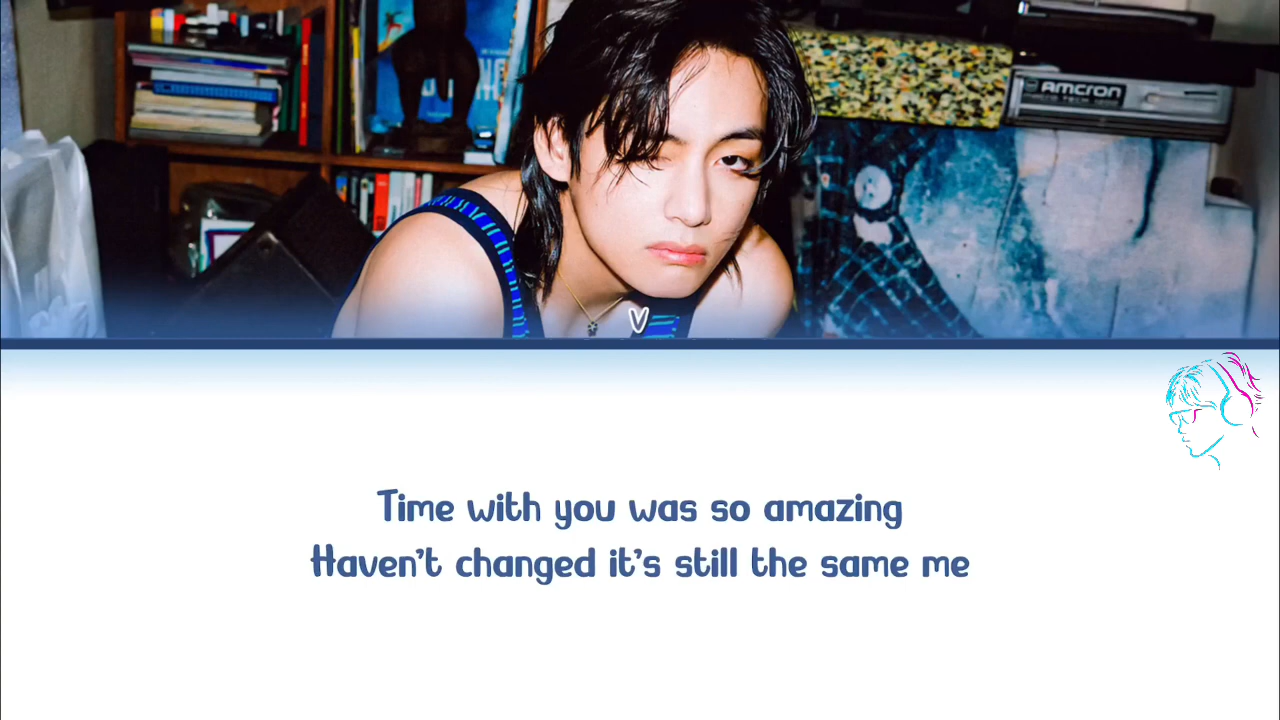 AMCRON
V
Time with you was so amazing
Haven't changed it's still the same me